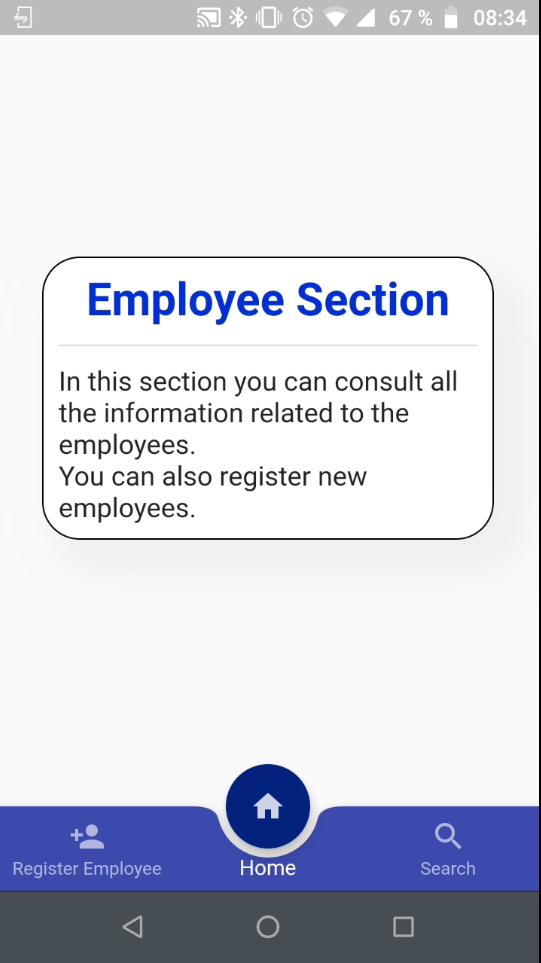 67 % 08:34
Employee Section
In this section you can consult all
the information related to the
employees.
You can also register new
employees.
Register Employee Home Search